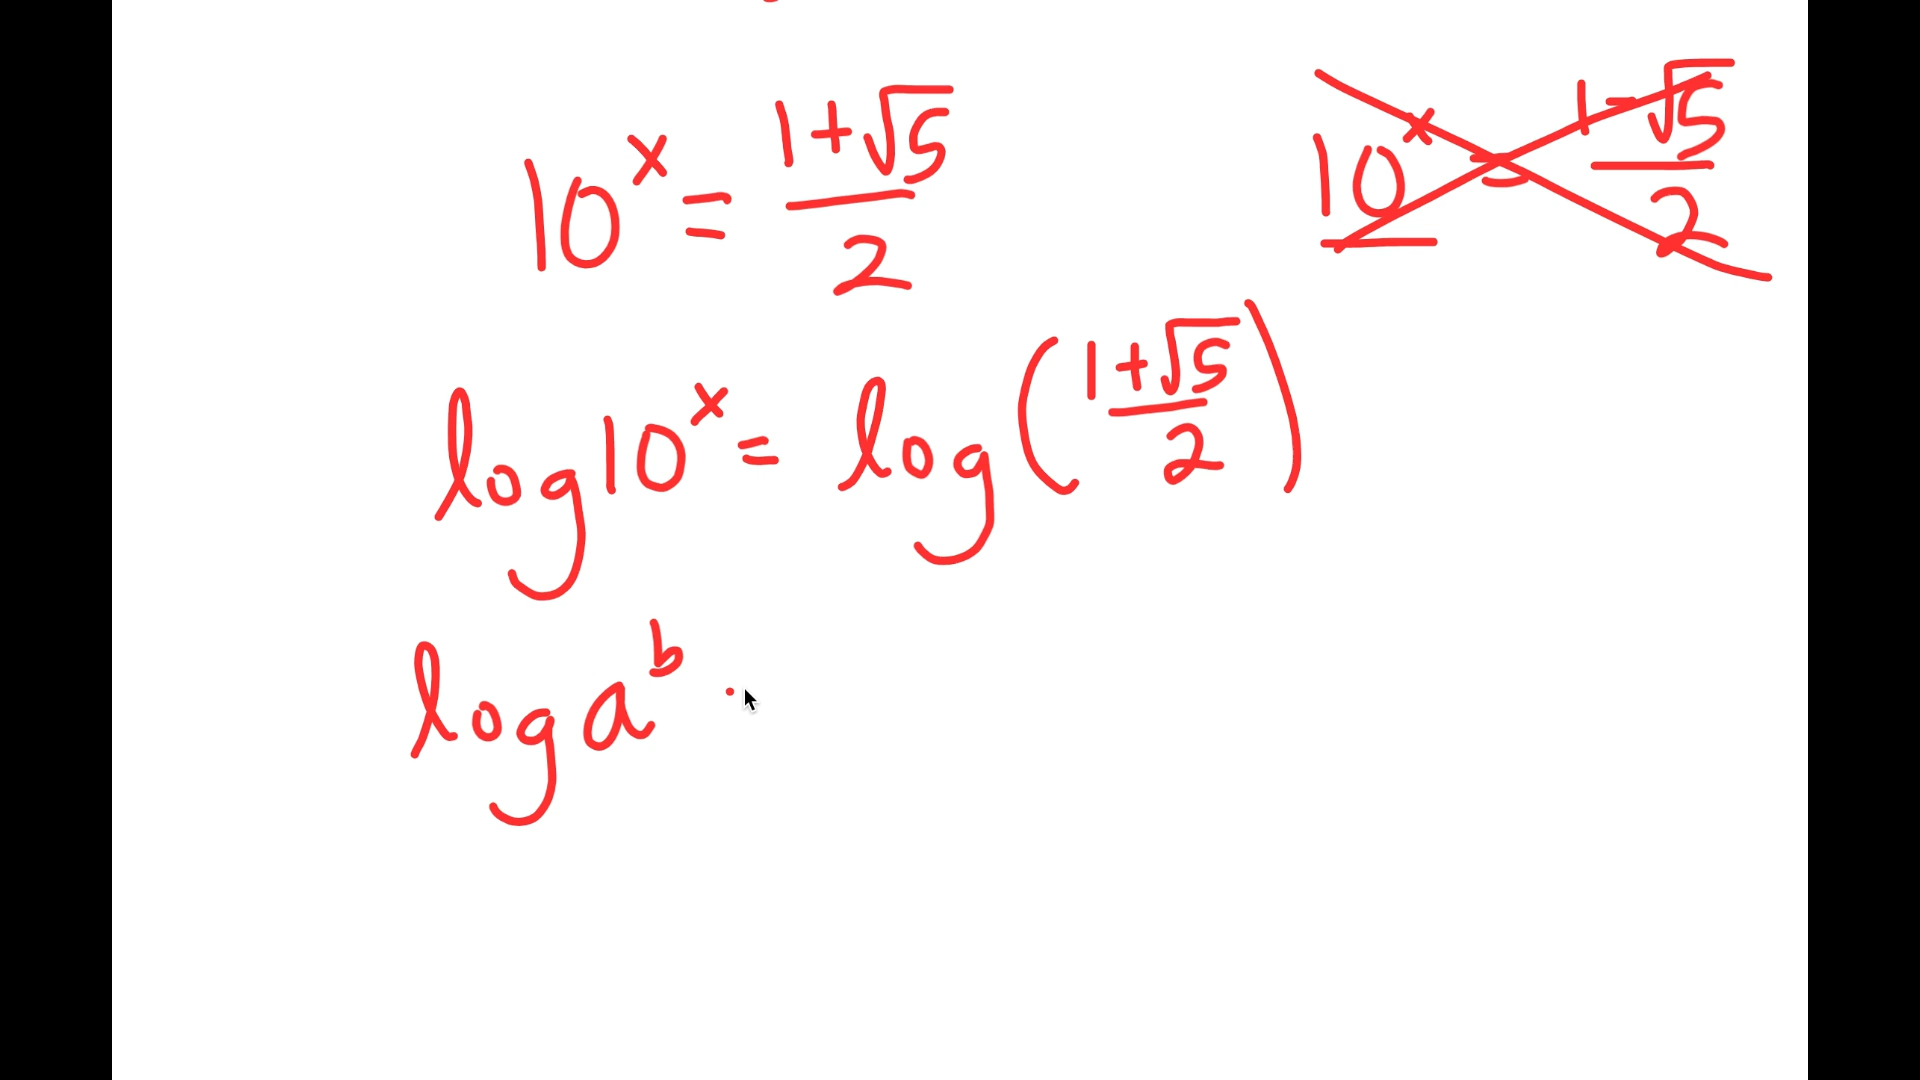 10^x = (1+√5)/2
10^x = (1-√5)/2
log 10^x = log((1+√5)/2)
log a^b